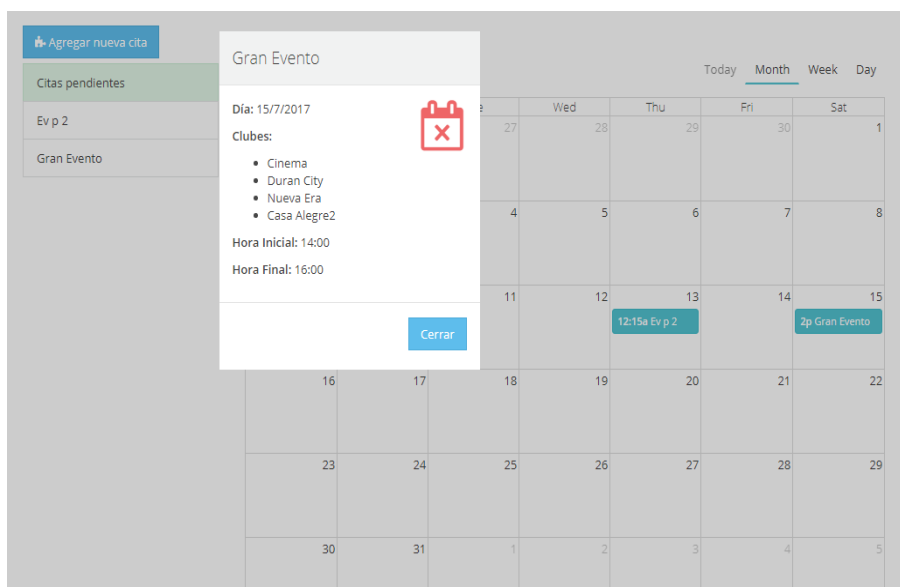 Agregar nueva cita
Citas pendientes
Ev p 2
Gran Evento
Gran Evento
Día: 15/7/2017
Clubes:
Cinema
Duran City
Nueva Era
Casa Alegre2
Hora Inicial: 14:00
Hora Final: 16:00
Cerrar
Today Month Week Day
Wed Thu Fri Sat
27 28 29 30 1
4 5 6 7 8
11 12 13 14 15
12:15a Ev p 2 2p Gran Evento
16 17 18 19 20 21 22
23 24 25 26 27 28 29
30 31 1 2 3 4 5